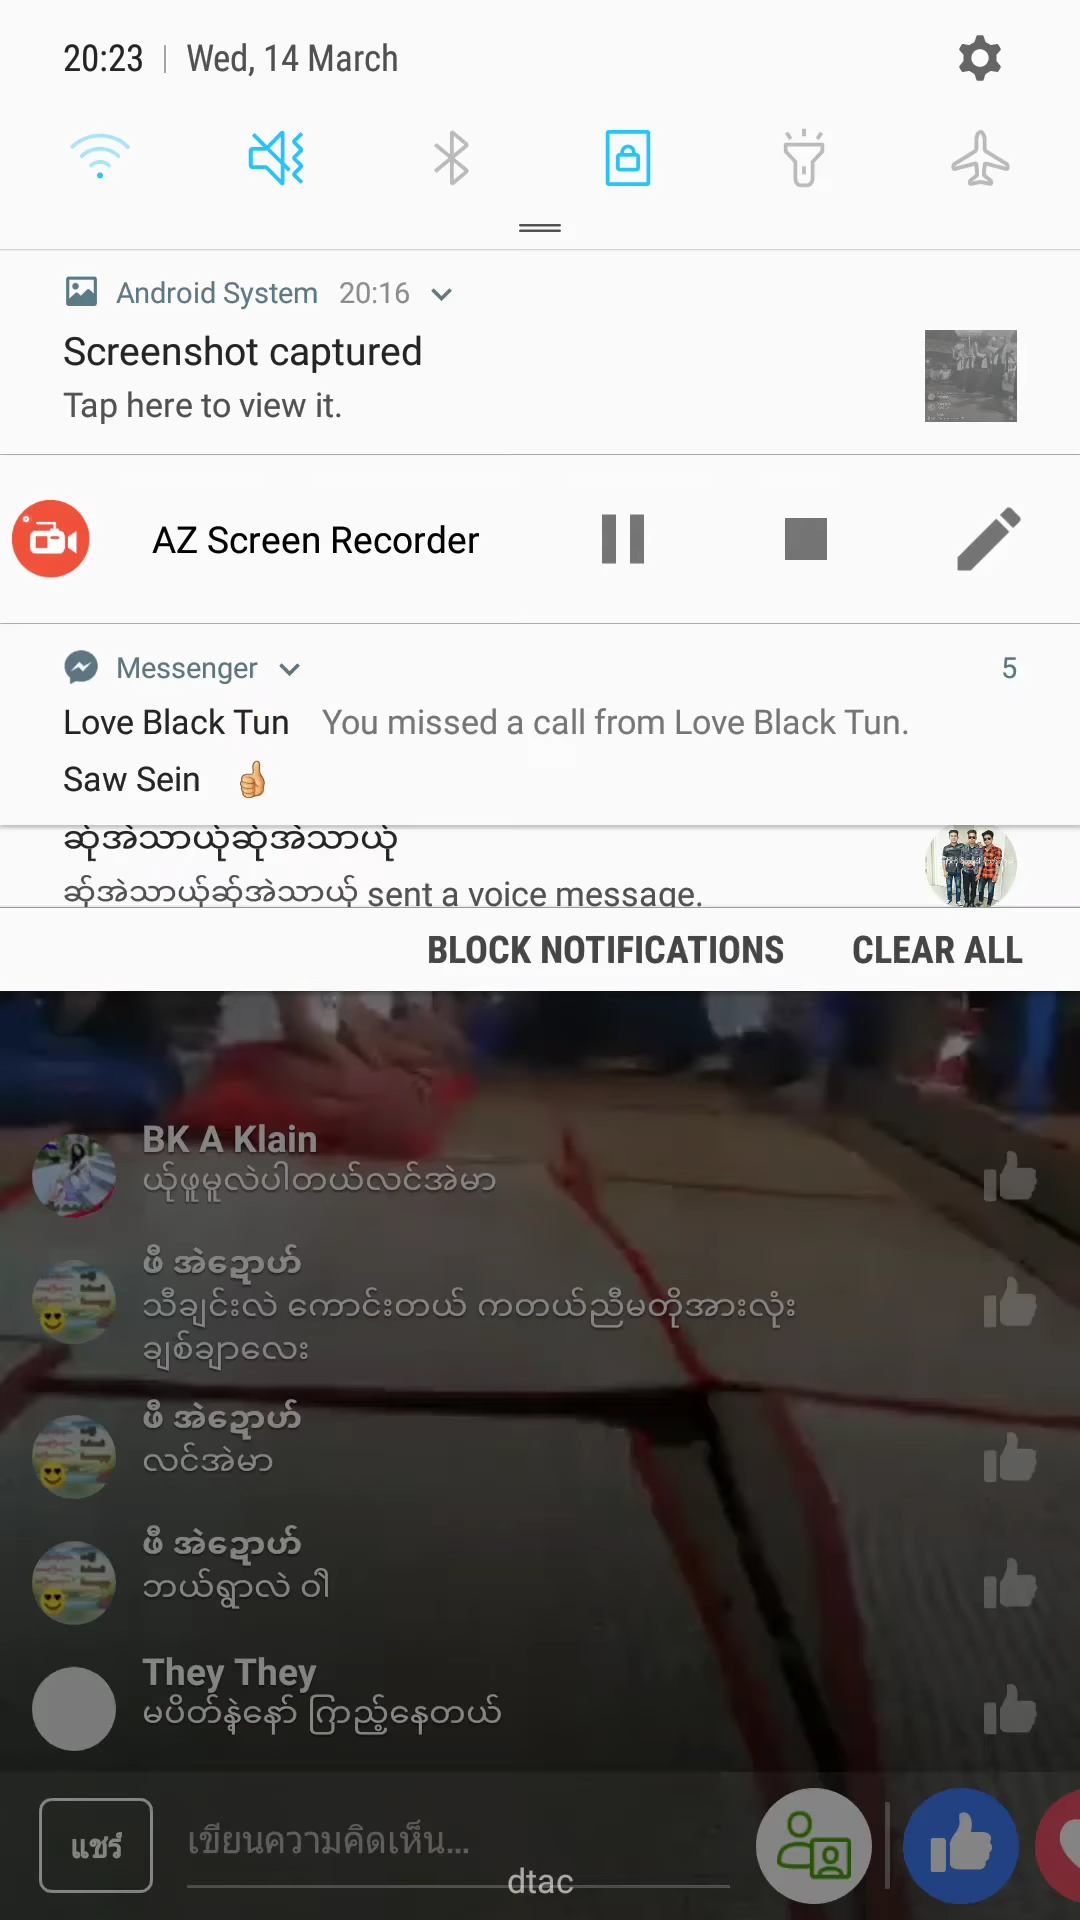 20:23 | Wed, 14 March
Android System 20:16
Screenshot captured
Tap here to view it.
AZ Screen Recorder
Messenger 5
Love Black Tun You missed a call from Love Black Tun.
Saw Sein 👍
ဆုံအဲသာယုံဆုံအဲသာယုံ
ဆုံအဲသာယုံဆုံအဲသာယုံ sent a voice message.
BLOCK NOTIFICATIONS CLEAR ALL
BK A Klain
ယှ်ဖူမူလဲပါတယ်လင်အဲမာ
ဖီ အဲဍောဟ်
သီချင်းလဲ ကောင်းတယ် ကတယ်ညီမတိုအားလုံး
ချစ်ချာလေး
ဖီ အဲဍောဟ်
လင်အဲမာ
ဖီ အဲဍောဟ်
ဘယ်ရွာလဲ ဝါ
They They
မပိတ်နဲ့နော် ကြည့်နေတယ်
แชร์ เขียนความคิดเห็น...
dtac